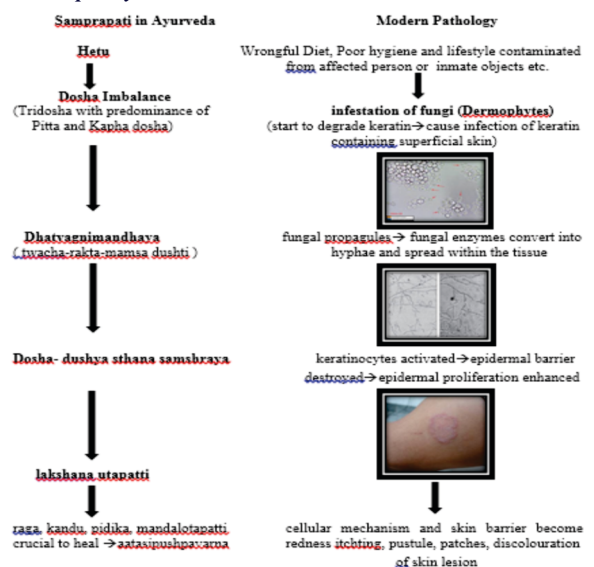 Samprapati in Ayurveda
Hetu
Dosha Imbalance
(Tridosha with predominance of
Pitta and Kapha dosha)
Dhatvagnimandhaya
( twacha-rakta-mamsa dushti )
Dosha- dushya sthana samshraya
lakshana utapatti
raga, kandu, pidika, mandalotapatti
crucial to heal →aatasipushpavarna
Modern Pathology
Wrongful Diet, Poor hygiene and lifestyle contaminated
from affected person or inmate objects etc.
infestation of fungi (Dermophytes)
(start to degrade keratin→cause infection of keratin
containing superficial skin)
fungal propagules→ fungal enzymes convert into
hyphae and spread within the tissue
keratinocytes activated→epidermal barrier
destroyed→epidermal proliferation enhanced
cellular mechanism and skin barrier become
redness itchting, pustule, patches, discolouration
of skin lesion